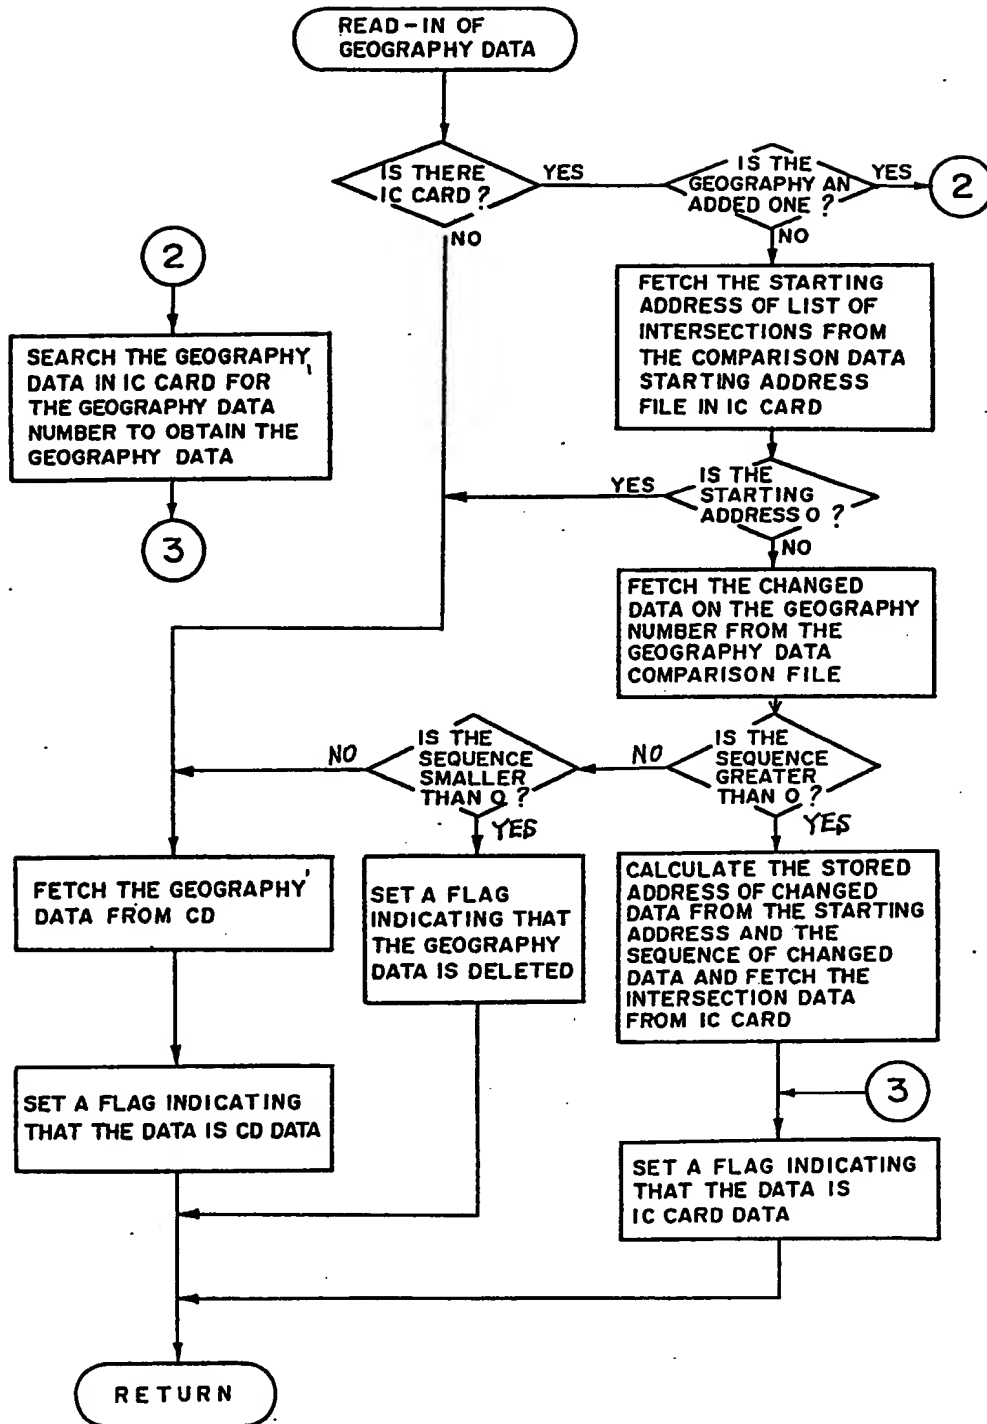 READ-IN OF
GEOGRAPHY DATA
IS THERE
IC CARD?
YES
NO
IS THE
GEOGRAPHY AN
ADDED ONE?
YES
2
NO
2
SEARCH THE GEOGRAPHY
DATA IN IC CARD FOR
THE GEOGRAPHY DATA
NUMBER TO OBTAIN THE
GEOGRAPHY DATA
3
FETCH THE STARTING
ADDRESS OF LIST OF
INTERSECTIONS FROM
THE COMPARISON DATA
STARTING ADDRESS
FILE IN IC CARD
YES
IS THE
STARTING
ADDRESS 0?
NO
FETCH THE CHANGED
DATA ON THE GEOGRAPHY
NUMBER FROM THE
GEOGRAPHY DATA
COMPARISON FILE
NO
IS THE
SEQUENCE
SMALLER
THAN 0?
YES
NO
IS THE
SEQUENCE
GREATER
THAN 0?
YES
FETCH THE GEOGRAPHY
DATA FROM CD
SET A FLAG
INDICATING THAT
THE GEOGRAPHY
DATA IS DELETED
CALCULATE THE STORED
ADDRESS OF CHANGED
DATA FROM THE STARTING
ADDRESS AND THE
SEQUENCE OF CHANGED
DATA AND FETCH THE
INTERSECTION DATA
FROM IC CARD
3
SET A FLAG INDICATING
THAT THE DATA IS CD DATA
SET A FLAG INDICATING
THAT THE DATA IS
IC CARD DATA
RETURN